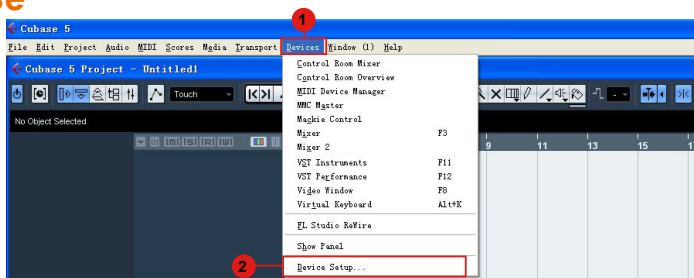 se
1
Cubase 5
File Edit Project Audio MIDI Scores Media Transport Devices Window (1) Help
Cubase 5 Project - Untitled1
Control Room Mixer
Control Room Overview
Touch
MIDI Device Manager
MMC Master
No Object Selected
Mackie Control
Mixer F3
Mixer 2
9 11 13 15 17
VST Instruments F11
VST Performance F12
Video Window F8
Virtual Keyboard Alt+K
FL Studio ReWire
Show Panel
2
Device Setup...